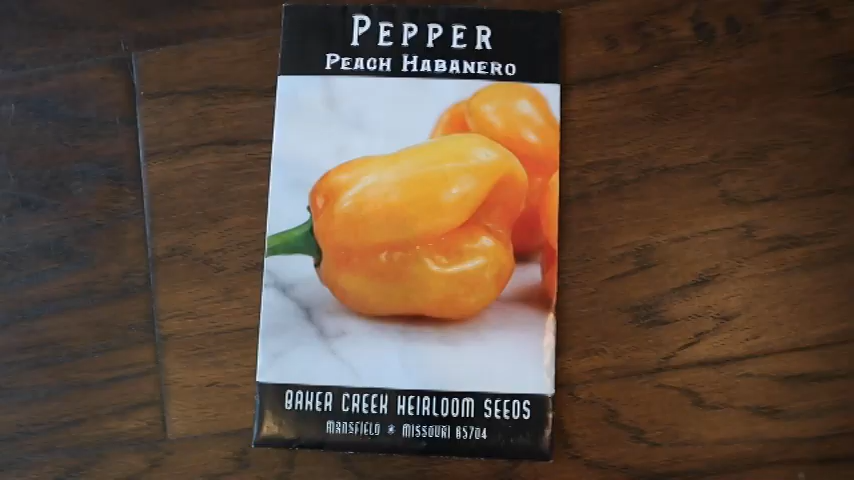 PEPPER
PEACH HABANERO
BAKER CREEK HEIRLOOM SEEDS
MANSFIELD * MISSOURI 65704